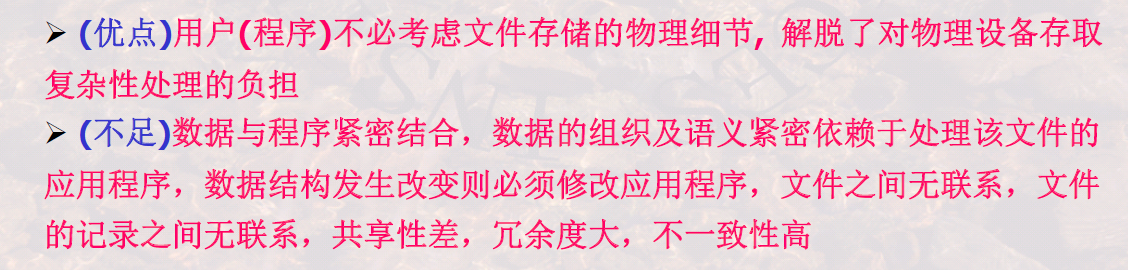 ➢ (优点)用户(程序)不必考虑文件存储的物理细节, 解脱了对物理设备存取
复杂性处理的负担
➢ (不足)数据与程序紧密结合，数据的组织及语义紧密依赖于处理该文件的
应用程序，数据结构发生改变则必须修改应用程序，文件之间无联系，文件
的记录之间无联系，共享性差，冗余度大，不一致性高